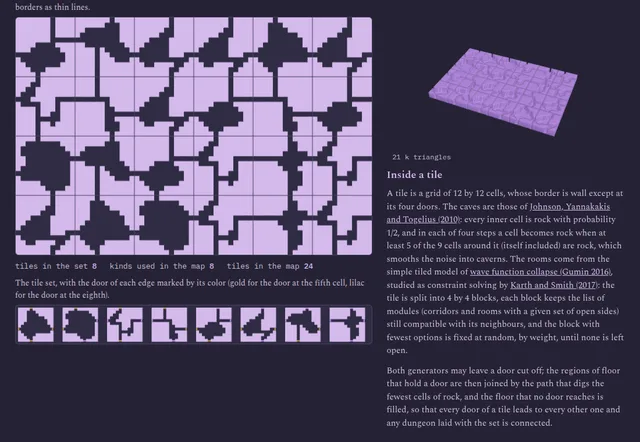 borders as thin lines.
tiles in the set 8 kinds used in the map 8 tiles in the map 24
The tile set, with the door of each edge marked by its color (gold for the door at the fifth cell, lilac
for the door at the eighth).
21 k triangles
Inside a tile
A tile is a grid of 12 by 12 cells, whose border is wall except at
its four doors. The caves are those of Johnson, Yannakakis
and Togelius (2010): every inner cell is rock with probability
1/2, and in each of four steps a cell becomes rock when at
least 5 of the 9 cells around it (itself included) are rock, which
smooths the noise into caverns. The rooms come from the
simple tiled model of wave function collapse (Gumin 2016),
studied as constraint solving by Karth and Smith (2017): the
tile is split into 4 by 4 blocks, each block keeps the list of
modules (corridors and rooms with a given set of open sides)
still compatible with its neighbours, and the block with
fewest options is fixed at random, by weight, until none is left
open.
Both generators may leave a door cut off; the regions of floor
that hold a door are then joined by the path that digs the
fewest cells of rock, and the floor that no door reaches is
filled, so that every door of a tile leads to every other one and
any dungeon laid with the set is connected.